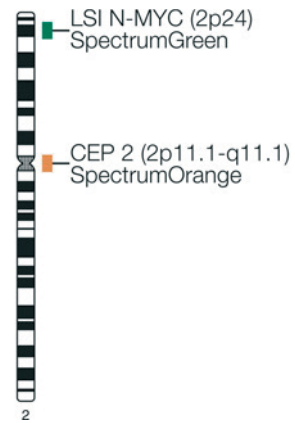 LSI N-MYC (2p24)
SpectrumGreen
CEP 2 (2p11.1-q11.1)
SpectrumOrange
2